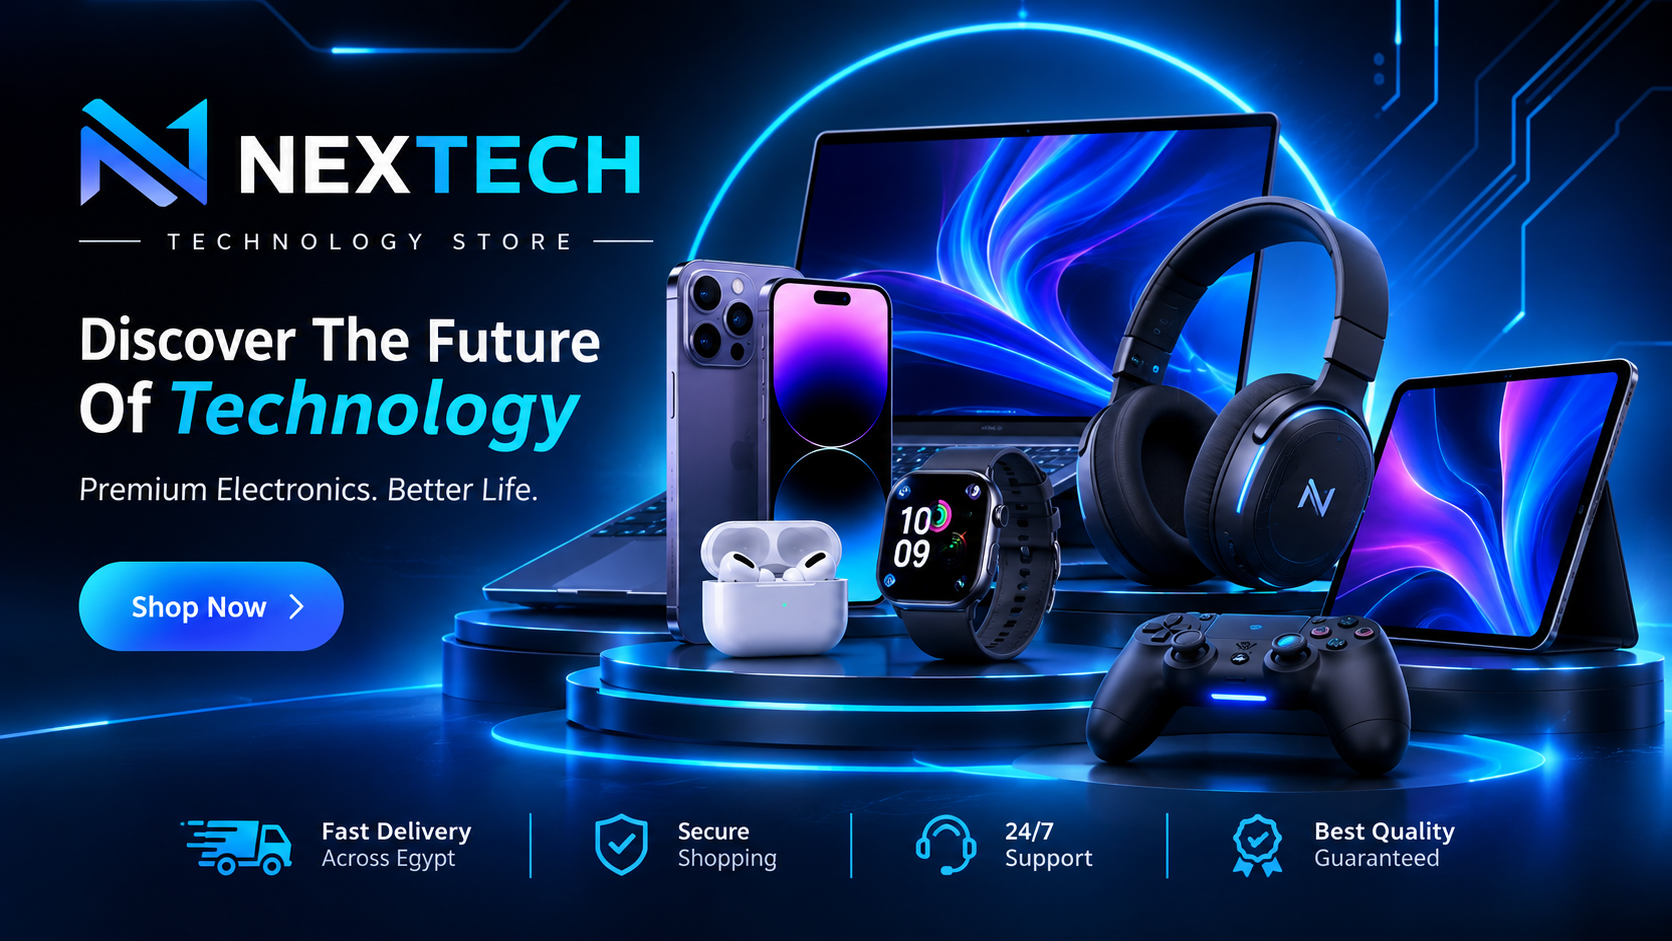 NEXTECH
TECHNOLOGY STORE
Discover The Future
Of Technology
Premium Electronics. Better Life.
Shop Now
10
09
Fast Delivery
Across Egypt
Secure
Shopping
24/7
Support
Best Quality
Guaranteed